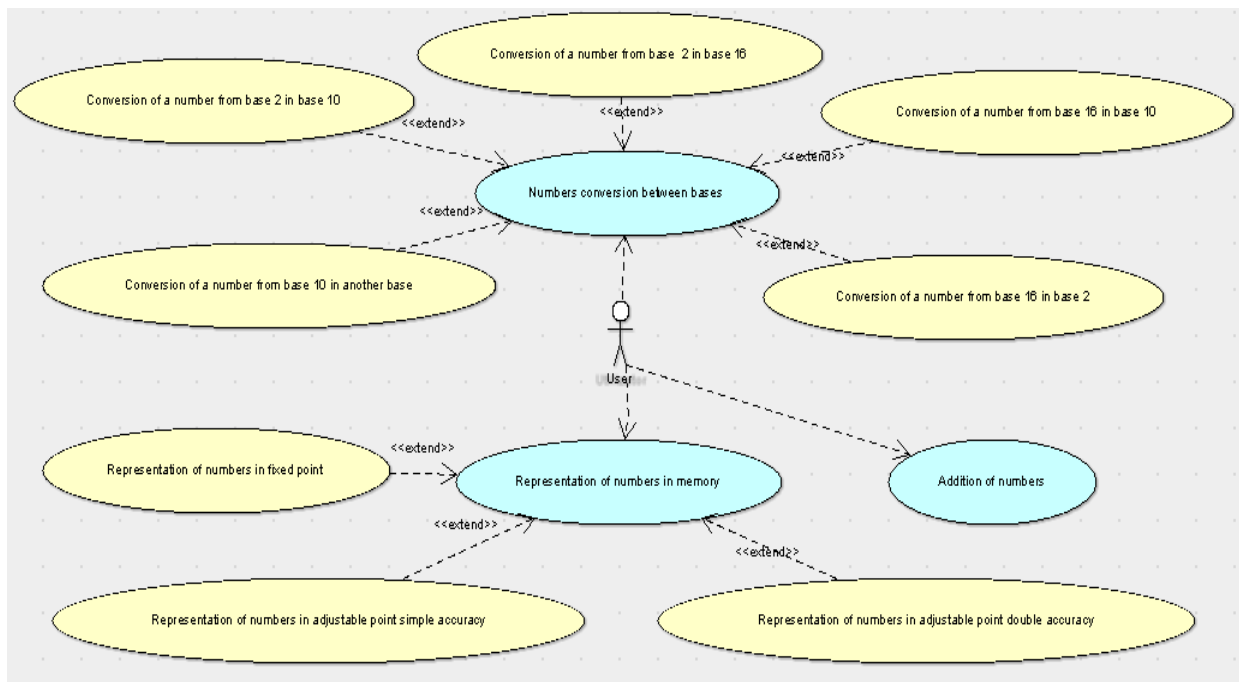 Conversion of a number from base 2 in base 16
Conversion of a number from base 2 in base 10
Conversion of a number from base 16 in base 10
<<extend>>
<<extend>>
<<extend>>
Numbers conversion between bases
<<extend>>
<<extend>>
Conversion of a number from base 10 in another base
Conversion of a number from base 16 in base 2
User
<<extend>>
Representation of numbers in fixed point
Representation of numbers in memory
Addition of numbers
<<extend>>
<<extend>>
Representation of numbers in adjustable point simple accuracy
Representation of numbers in adjustable point double accuracy